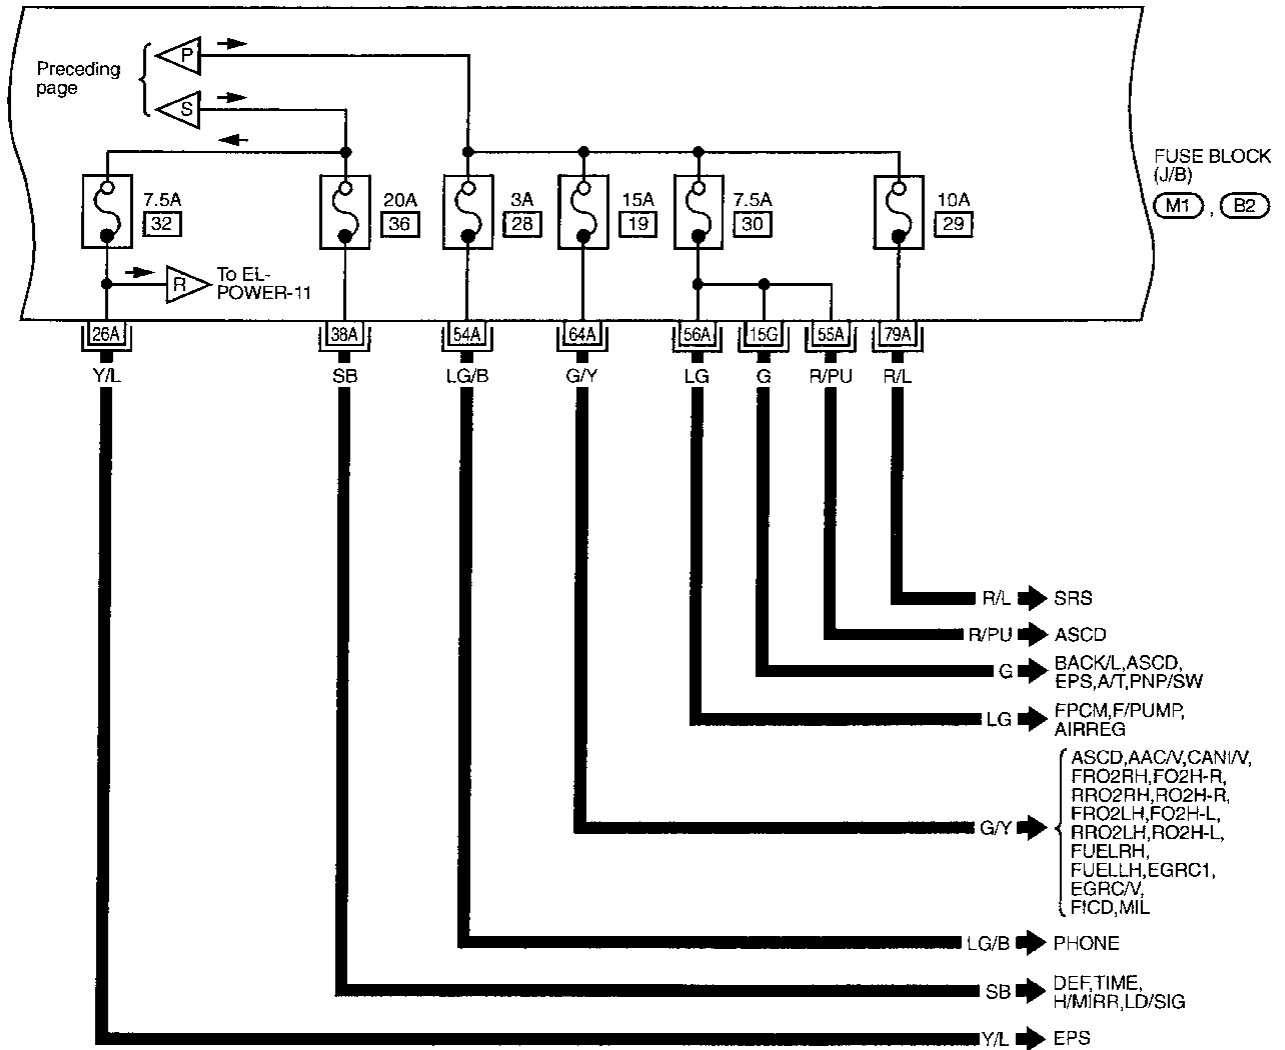 Preceding
page
P
S
FUSE BLOCK
(J/B)
M1 , B2
7.5A
32
20A
36
3A
28
15A
19
7.5A
30
10A
29
R
To EL-
POWER-11
26A
38A
54A
64A
56A
15G
55A
79A
Y/L
SB
LG/B
G/Y
LG
G
R/PU
R/L
R/L
SRS
R/PU
ASCD
G
BACK/L,ASCD,
EPS,A/T,PNP/SW
LG
FPCM,F/PUMP,
AIRREG
G/Y
ASCD,AAC/V,CANI/V,
FRO2RH,FO2H-R,
RRO2RH,RO2H-R,
FRO2LH,FO2H-L,
RRO2LH,RO2H-L,
FUELRH,
FUELLH,EGRC1,
EGRC/V,
FICD,MIL
LG/B
PHONE
SB
DEF,TIME,
H/MIRR,LD/SIG
Y/L
EPS